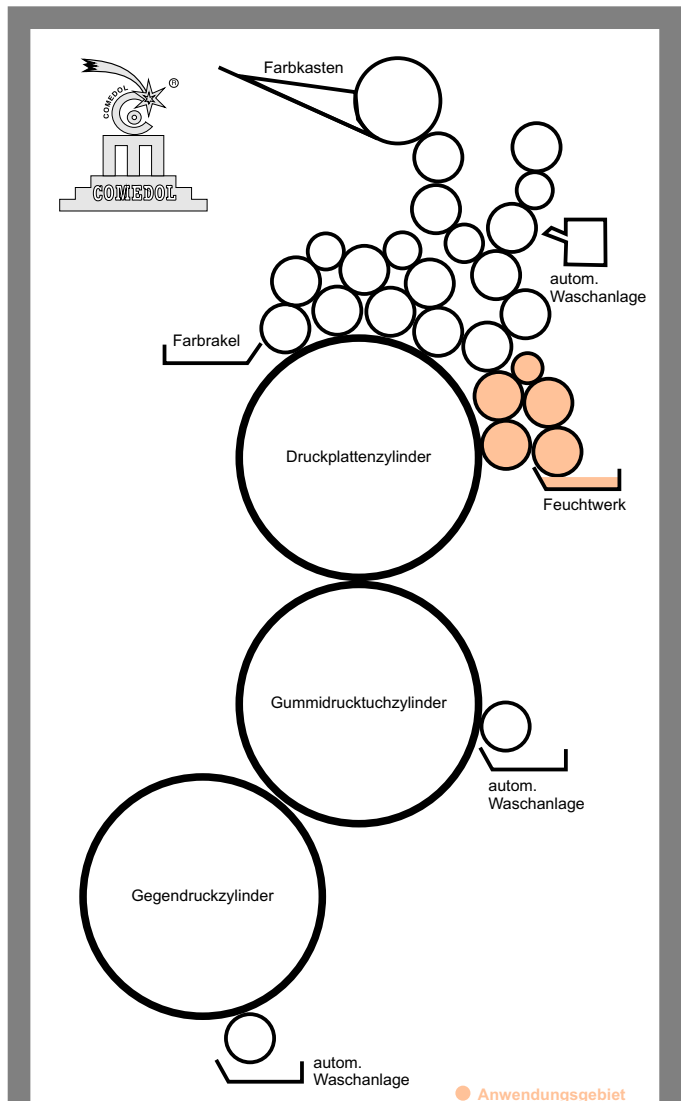 Farbkasten
COMEDOL
®
COMEDOL
autom.
Waschanlage
Farbrakel
Druckplattenzylinder
Feuchtwerk
Gummidrucktuchzylinder
autom.
Waschanlage
Gegendruckzylinder
autom.
Waschanlage
Anwendungsgebiet